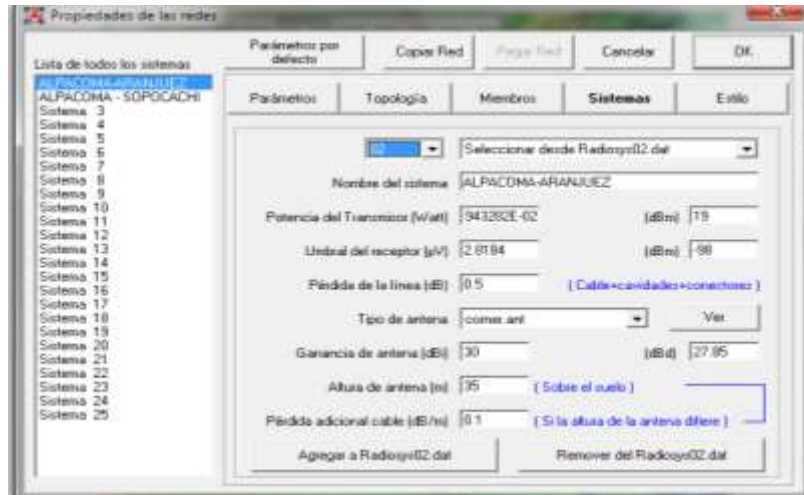 Propiedades de las redes
Lista de todos los sistemas
Parámetros por defecto
Copiar Red
Pegar Red
Cancelar
OK
ALPACOMA-ARANJUEZ
ALPACOMA - SOPOCACHI
Sistema 3
Sistema 4
Sistema 5
Sistema 6
Sistema 7
Sistema 8
Sistema 9
Sistema 10
Sistema 11
Sistema 12
Sistema 13
Sistema 14
Sistema 15
Sistema 16
Sistema 17
Sistema 18
Sistema 19
Sistema 20
Sistema 21
Sistema 22
Sistema 23
Sistema 24
Sistema 25
Parámetros
Topología
Miembros
Sistemas
Estilo
02 Seleccionar desde Radiosys02.dat
Nombre del sistema ALPACOMA-ARANJUEZ
Potencia del Transmisor (Watt) 943282E-02 (dBm) 19
Umbral del receptor (µV) 2.8184 (dBm) -98
Pérdida de la línea (dB) 0.5 ( Cable+cavidades+conectores )
Tipo de antena corner.ant Ver
Ganancia de antena (dBi) 30 (dBd) 27.85
Altura de antena (m) 35 ( Sobre el suelo )
Pérdida adicional cable (dB/m) 0.1 ( Si la altura de la antena difiere )
Agregar a Radiosys02.dat
Remover del Radiosys02.dat